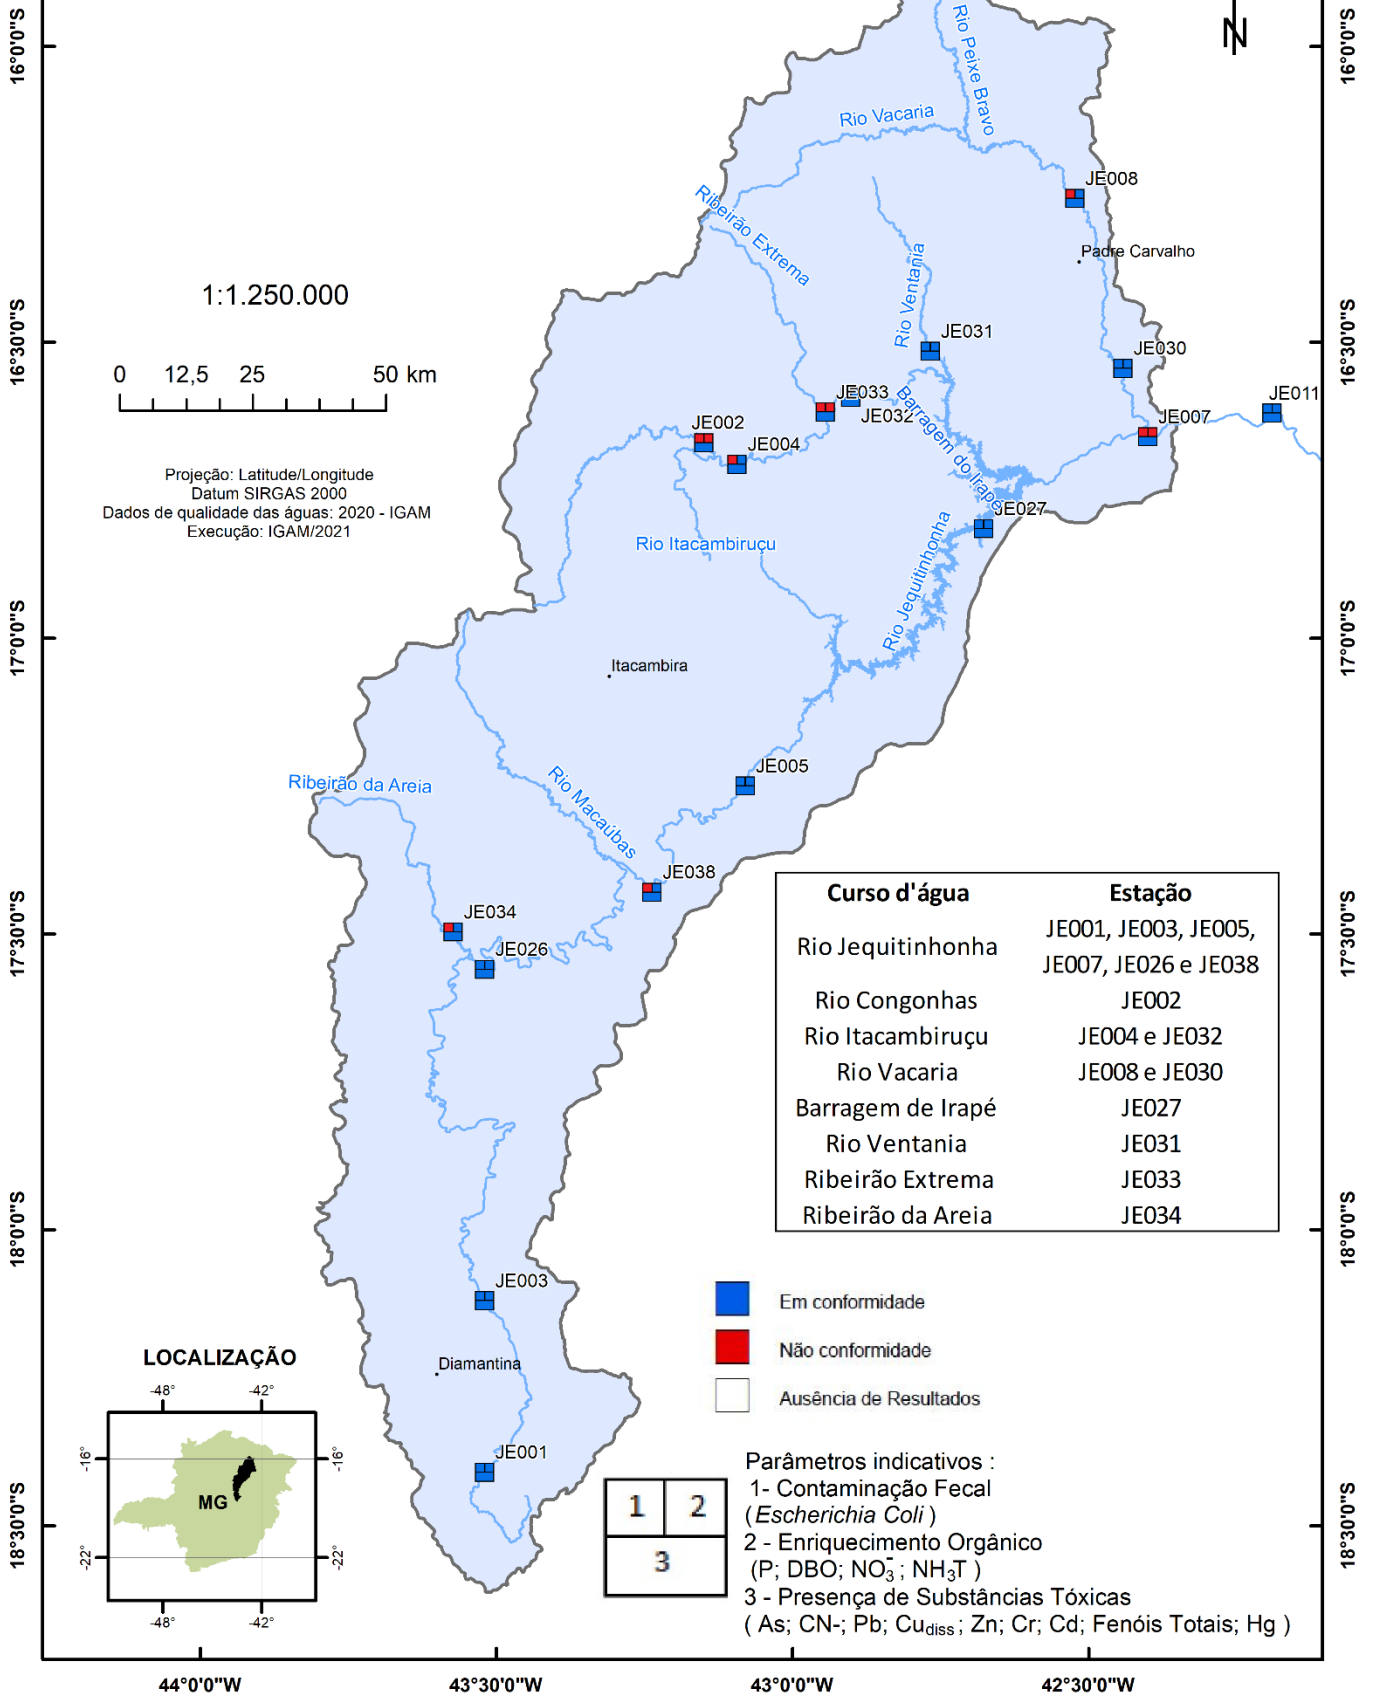 16°0'0"S
16°0'0"S
N
Rio Peixe Bravo
Rio Vacaria
JE008
Ribeirão Extrema
Padre Carvalho
Rio Ventania
1:1.250.000
JE031
JE030
16°30'0"S
16°30'0"S
0 12,5 25 50 km
JE033
JE011
JE032
JE007
JE002
JE004
Barragem do Irapé
Projeção: Latitude/Longitude
Datum SIRGAS 2000
Dados de qualidade das águas: 2020 - IGAM
Execução: IGAM/2021
JE027
Rio Itacambiruçu
Rio Jequitinhonha
17°0'0"S
17°0'0"S
Itacambira
JE005
Ribeirão da Areia
Rio Macaúbas
JE038
JE034
JE026
17°30'0"S
17°30'0"S
Curso d'água Estação
Rio Jequitinhonha JE001, JE003, JE005,
JE007, JE026 e JE038
Rio Congonhas JE002
Rio Itacambiruçu JE004 e JE032
Rio Vacaria JE008 e JE030
Barragem de Irapé JE027
Rio Ventania JE031
Ribeirão Extrema JE033
Ribeirão da Areia JE034
18°0'0"S
18°0'0"S
JE003
Em conformidade
Não conformidade
Ausência de Resultados
Diamantina
LOCALIZAÇÃO
-48° -42°
-16° -16°
MG
-22° -22°
-48° -42°
JE001
18°30'0"S
18°30'0"S
1 2
3
Parâmetros indicativos :
1- Contaminação Fecal
(Escherichia Coli )
2 - Enriquecimento Orgânico
(P; DBO; NO₃⁻ ; NH₃T )
3 - Presença de Substâncias Tóxicas
( As; CN-; Pb; Cudiss ; Zn; Cr; Cd; Fenóis Totais; Hg )
44°0'0"W 43°30'0"W 43°0'0"W 42°30'0"W